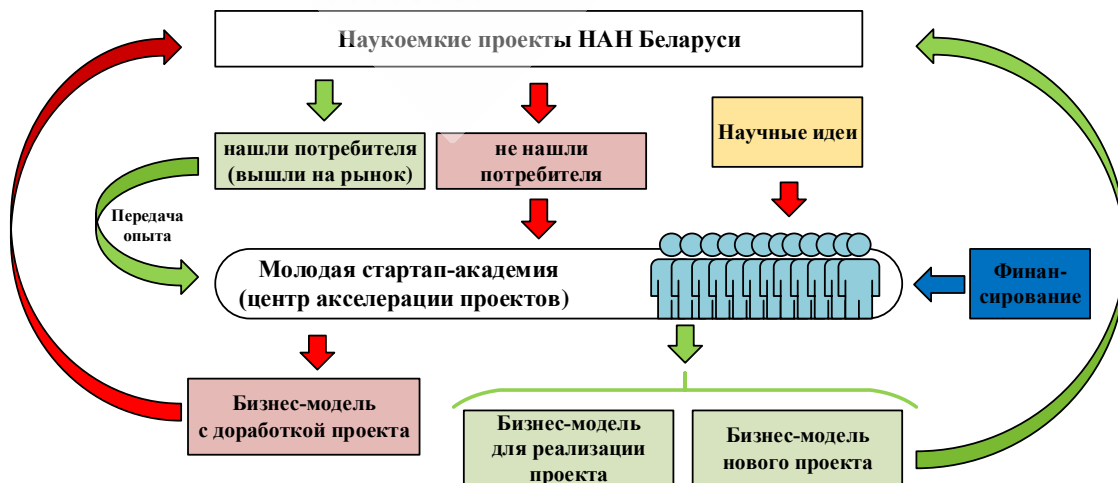 Наукоемкие проекты НАН Беларуси
нашли потребителя
(вышли на рынок)
не нашли
потребителя
Научные идеи
Передача
опыта
Молодая стартап-академия
(центр акселерации проектов)
Финан-
сирование
Бизнес-модель
с доработкой проекта
Бизнес-модель
для реализации
проекта
Бизнес-модель
нового проекта